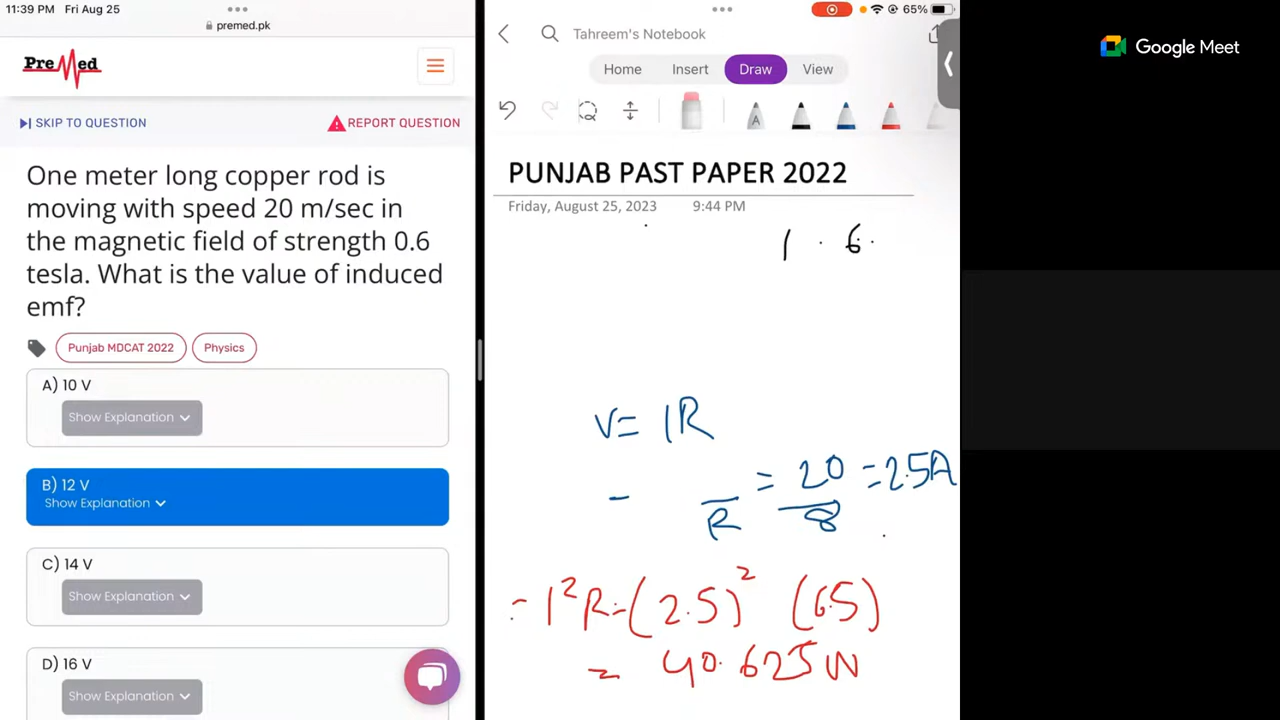 11:39 PM Fri Aug 25
premed.pk
PreMed
SKIP TO QUESTION
REPORT QUESTION
One meter long copper rod is
moving with speed 20 m/sec in
the magnetic field of strength 0.6
tesla. What is the value of induced
emf?
Punjab MDCAT 2022
Physics
A) 10 V
Show Explanation
B) 12 V
Show Explanation
C) 14 V
Show Explanation
D) 16 V
Show Explanation
65%
Tahreem's Notebook
Home Insert Draw View
A
PUNJAB PAST PAPER 2022
Friday, August 25, 2023 9:44 PM
1 . 6.
V= IR
- R = 20/8 = 2.5A
= I²R = (2.5)² (6.5)
= 40.625W
Google Meet